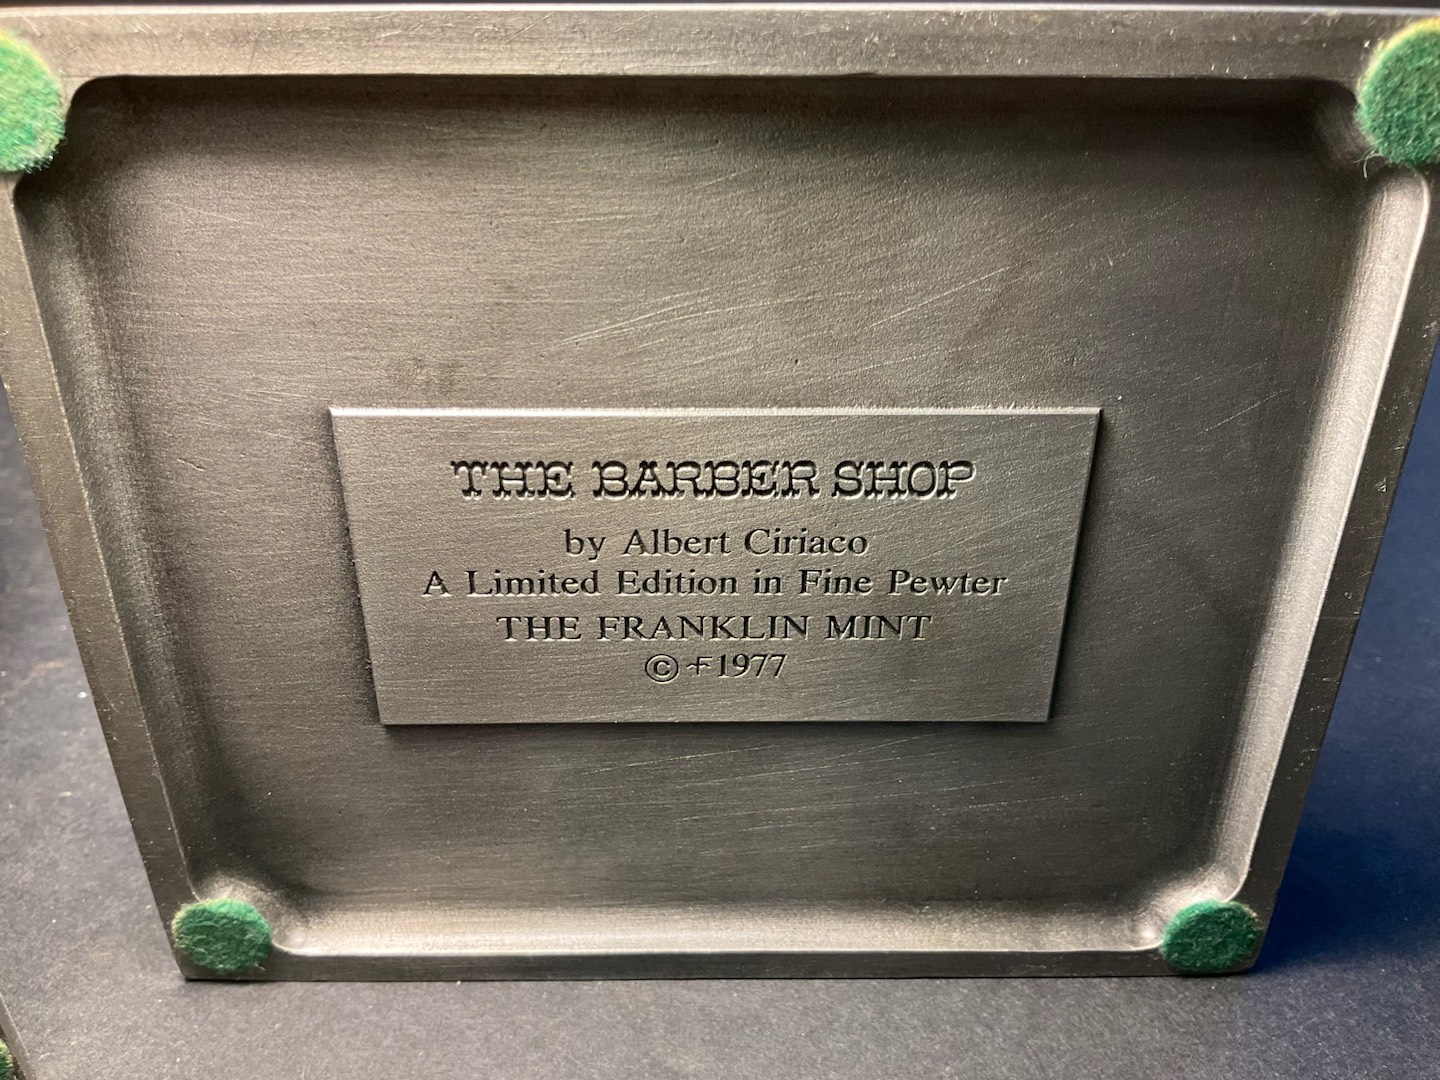 THE BARBER SHOP
by Albert Ciriaco
A Limited Edition in Fine Pewter
THE FRANKLIN MINT
© F 1977